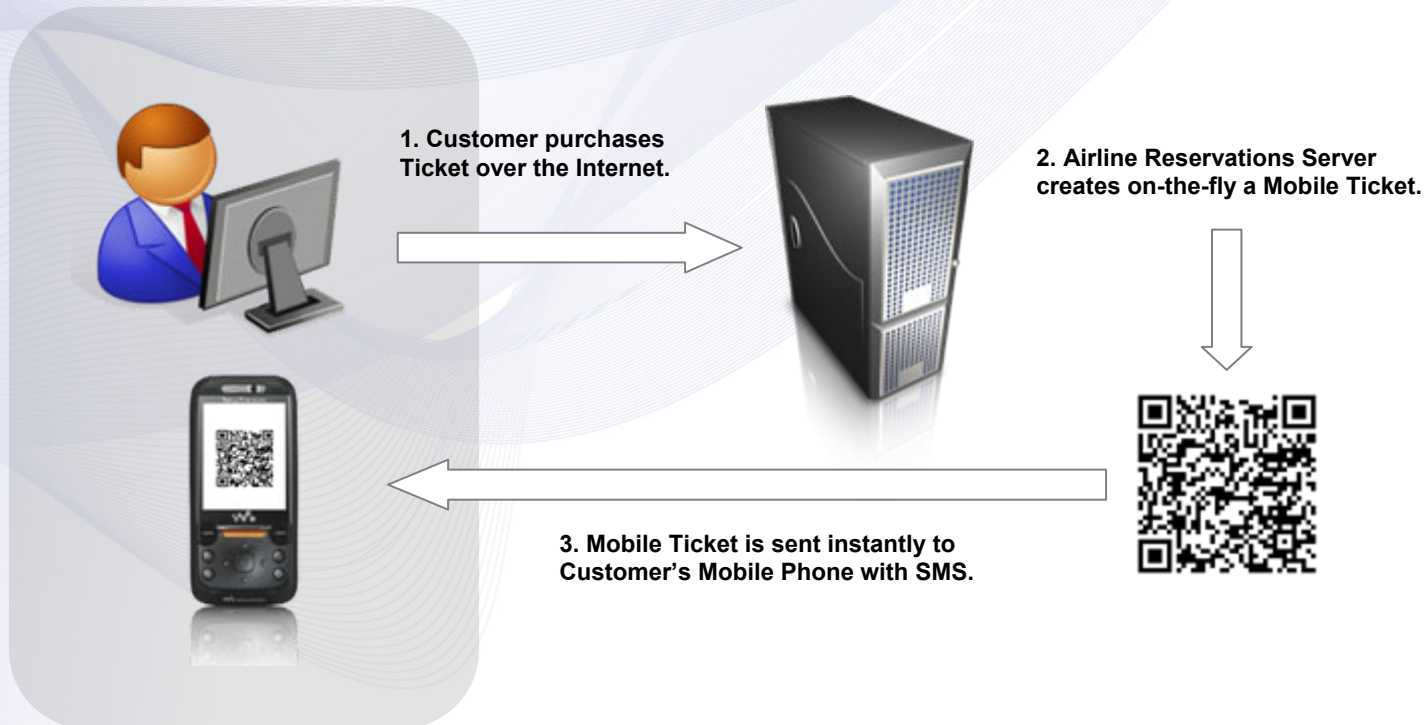 1. Customer purchases
Ticket over the Internet.
2. Airline Reservations Server
creates on-the-fly a Mobile Ticket.
3. Mobile Ticket is sent instantly to
Customer's Mobile Phone with SMS.